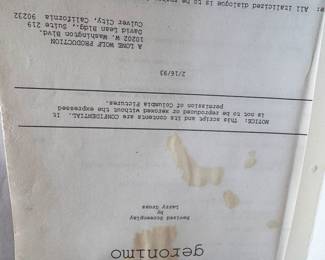 geronimo
Revised Screenplay
by
Larry Gross
NOTICE: This script and its contents are CONFIDENTIAL. It
is not to be reproduced or xeroxed without the expressed
permission of Columbia Pictures.
2/16/93
A LONE WOLF PRODUCTION
10202 W. Washington Blvd.
David Lean Bldg., Suite 219
Culver City, California 90232
All italicized dialogue is to be